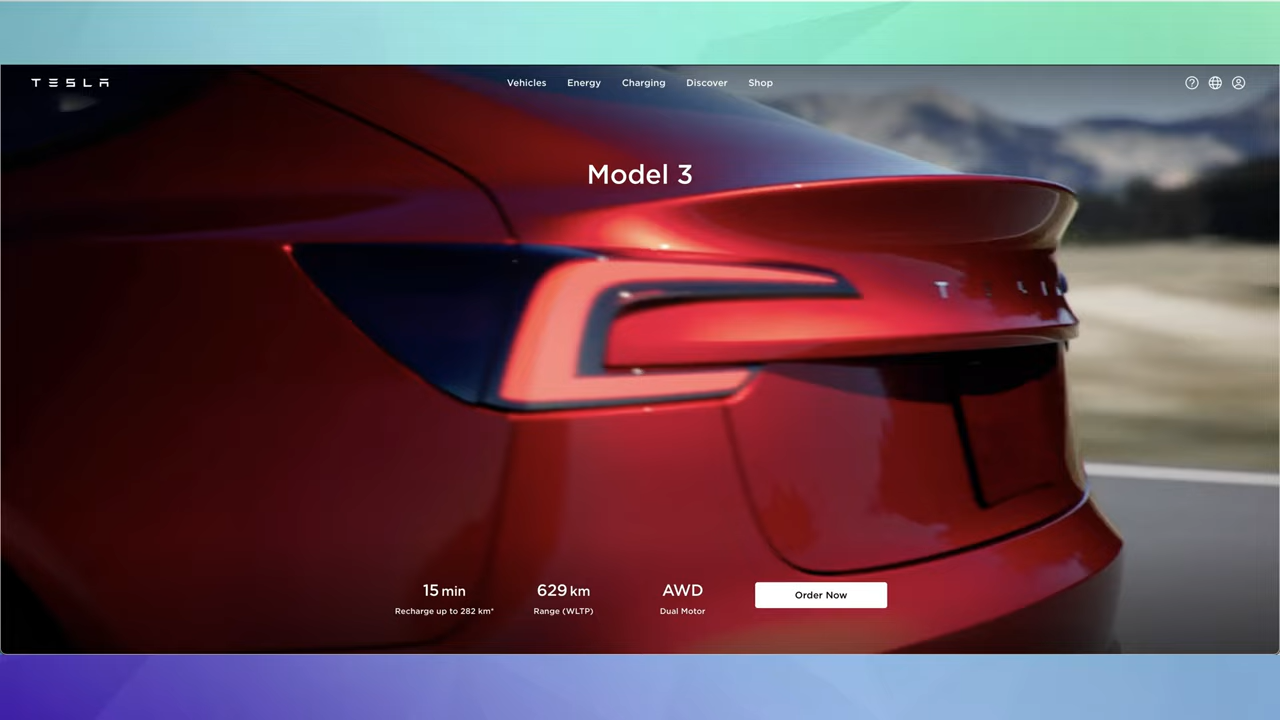 TESLA
Vehicles Energy Charging Discover Shop
Model 3
15 min
Recharge up to 282 km*
629 km
Range (WLTP)
AWD
Dual Motor
Order Now